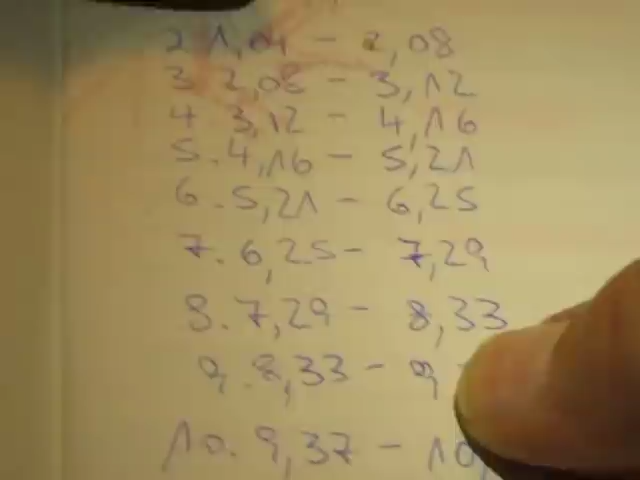 2 1,04 - 2,08
3 2,08 - 3,12
4 3,12 - 4,16
5. 4,16 - 5,21
6. 5,21 - 6,25
7. 6,25 - 7,29
8. 7,29 - 8,33
9. 8,33 - 9
10. 9,37 - 10,